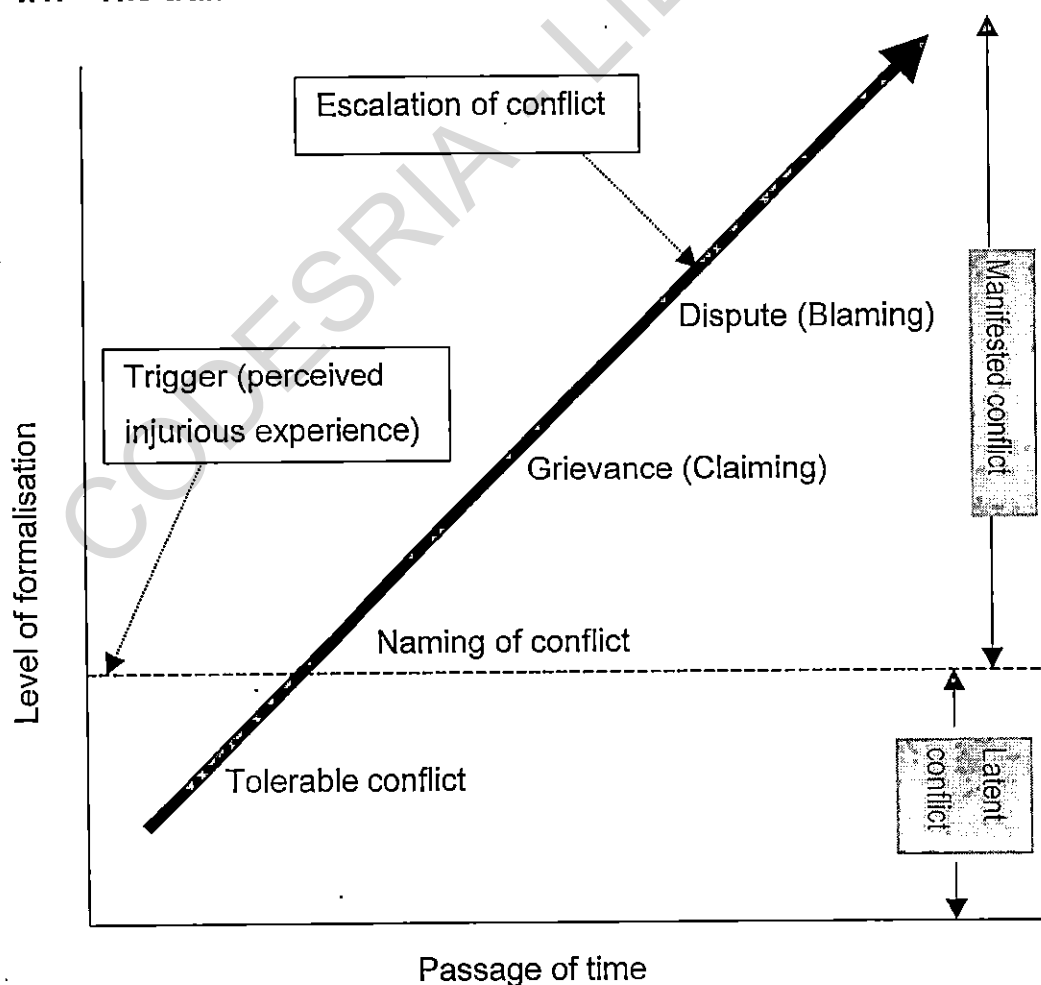 Escalation of conflict
Manifested conflict
Dispute (Blaming)
Trigger (perceived
injurious experience)
Grievance (Claiming)
Level of formalisation
Naming of conflict
Tolerable conflict
Latent
conflict
Passage of time
CODESRIA - LI